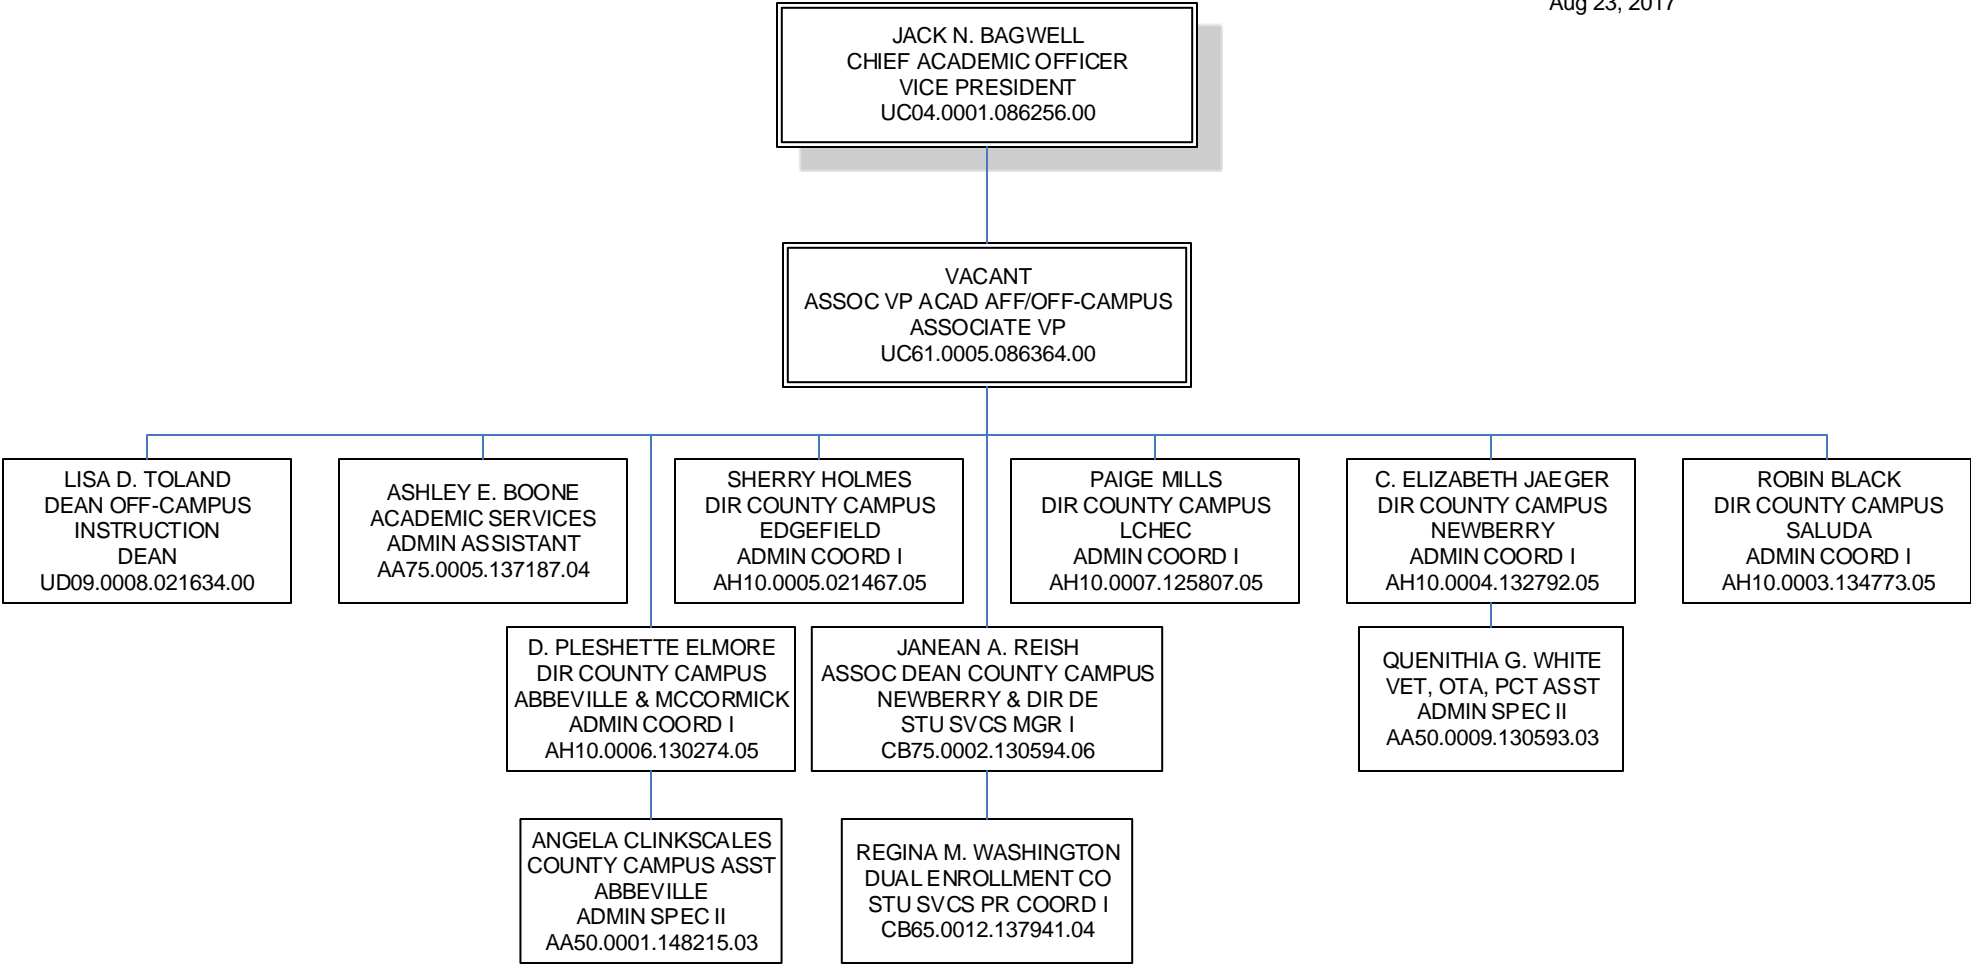 Aug 23, 2017
JACK N. BAGWELL
CHIEF ACADEMIC OFFICER
VICE PRESIDENT
UC04.0001.086256.00
VACANT
ASSOC VP ACAD AFF/OFF-CAMPUS
ASSOCIATE VP
UC61.0005.086364.00
LISA D. TOLAND
DEAN OFF-CAMPUS
INSTRUCTION
DEAN
UD09.0008.021634.00
ASHLEY E. BOONE
ACADEMIC SERVICES
ADMIN ASSISTANT
AA75.0005.137187.04
SHERRY HOLMES
DIR COUNTY CAMPUS
EDGEFIELD
ADMIN COORD I
AH10.0005.021467.05
PAIGE MILLS
DIR COUNTY CAMPUS
LCHEC
ADMIN COORD I
AH10.0007.125807.05
C. ELIZABETH JAEGER
DIR COUNTY CAMPUS
NEWBERRY
ADMIN COORD I
AH10.0004.132792.05
ROBIN BLACK
DIR COUNTY CAMPUS
SALUDA
ADMIN COORD I
AH10.0003.134773.05
D. PLESHETTE ELMORE
DIR COUNTY CAMPUS
ABBEVILLE & MCCORMICK
ADMIN COORD I
AH10.0006.130274.05
JANEAN A. REISH
ASSOC DEAN COUNTY CAMPUS
NEWBERRY & DIR DE
STU SVCS MGR I
CB75.0002.130594.06
QUENITHIA G. WHITE
VET, OTA, PCT ASST
ADMIN SPEC II
AA50.0009.130593.03
ANGELA CLINKSCALES
COUNTY CAMPUS ASST
ABBEVILLE
ADMIN SPEC II
AA50.0001.148215.03
REGINA M. WASHINGTON
DUAL ENROLLMENT CO
STU SVCS PR COORD I
CB65.0012.137941.04